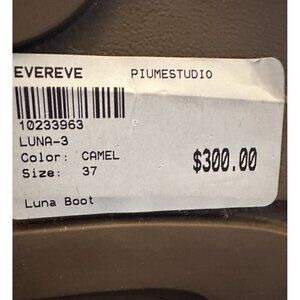 EVEREVE PIUMESTUDIO
10233963
LUNA-3
Color: CAMEL
Size: 37
$300.00
Luna Boot